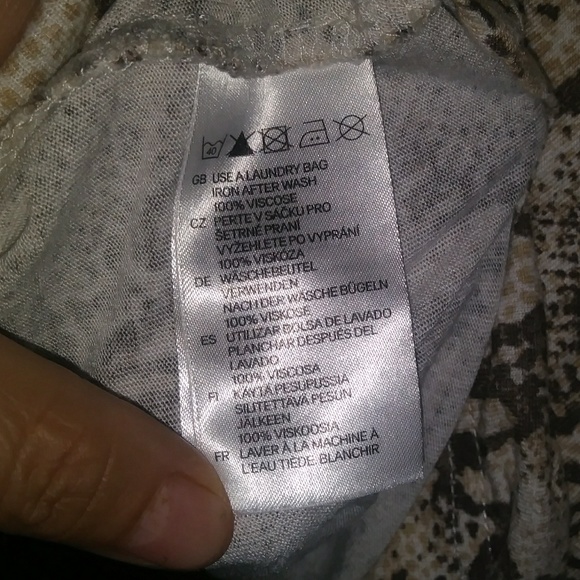 40
GB USE A LAUNDRY BAG
IRON AFTER WASH
100% VISCOSE
CZ PERTE V SÁČKU PRO
ŠETRNÉ PRANÍ
VYŽEHLETE PO VYPRÁNÍ
100% VISKÓZA
DE WÄSCHEBEUTEL
VERWENDEN
NACH DER WÄSCHE BÜGELN
100% VISKOSE
ES UTILIZAR BOLSA DE LAVADO
PLANCHAR DESPUÉS DEL
LAVADO
100% VISCOSA
FI KÄYTÄ PESUPUSSIA
SILITETTÄVÄ PESUN
JÄLKEEN
100% VISKOOSIA
FR LAVER À LA MACHINE À
L'EAU TIÈDE. BLANCHIR